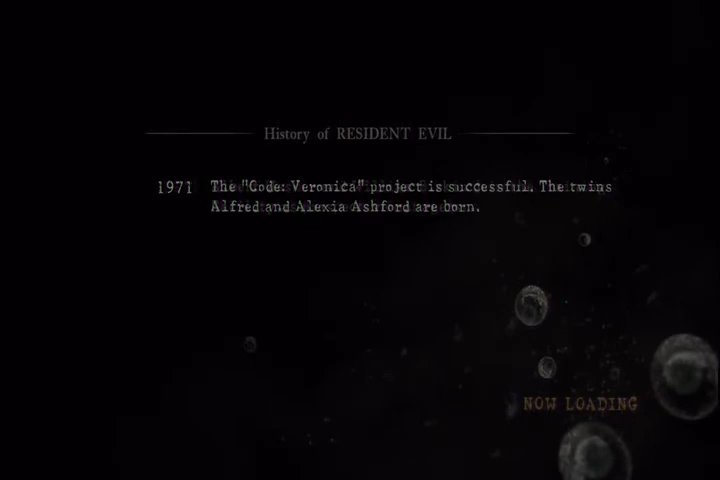 History of RESIDENT EVIL
1971 The "Code: Veronica" project is successful. The twins
Alfred and Alexia Ashford are born.
NOW LOADING